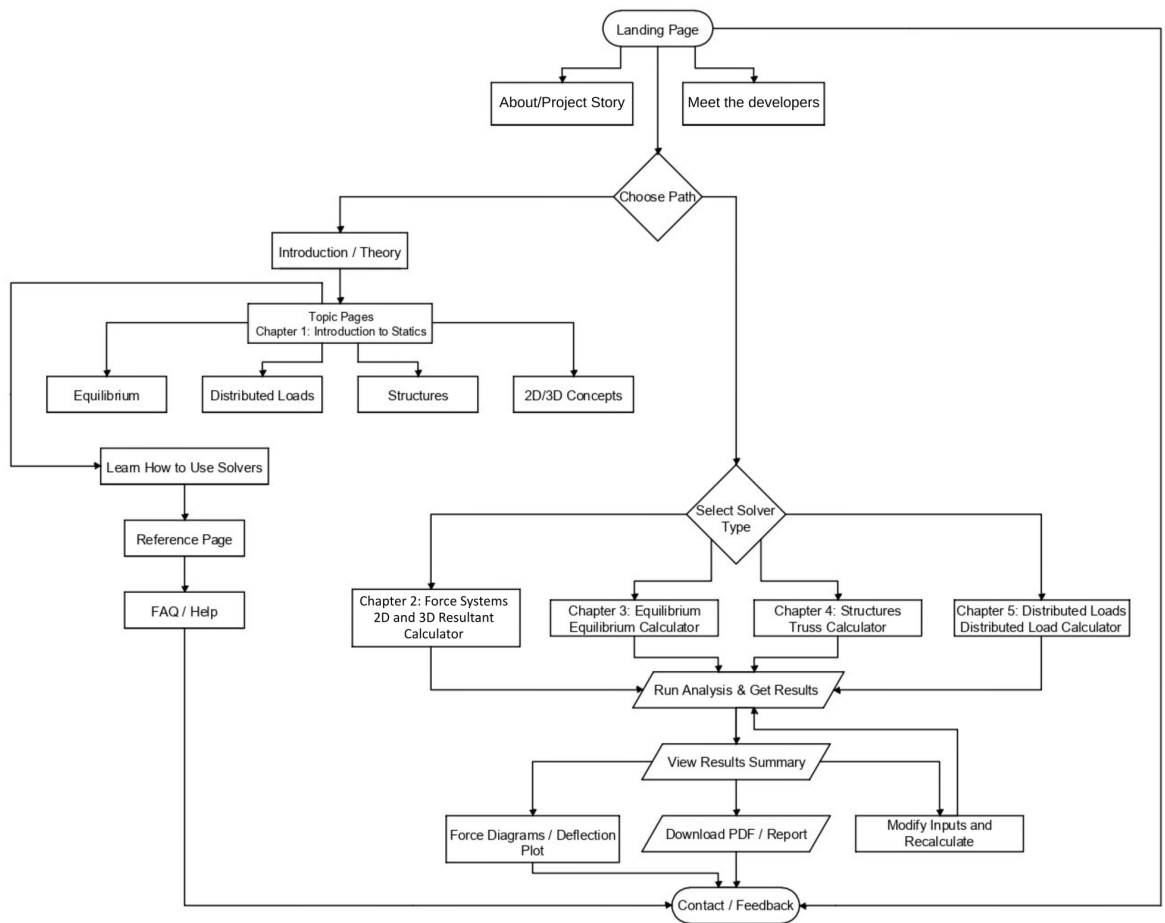 Landing Page
About/Project Story
Meet the developers
Choose Path
Introduction / Theory
Topic Pages
Chapter 1: Introduction to Statics
Equilibrium
Distributed Loads
Structures
2D/3D Concepts
Learn How to Use Solvers
Reference Page
FAQ / Help
Select Solver
Type
Chapter 2: Force Systems
2D and 3D Resultant
Calculator
Chapter 3: Equilibrium
Equilibrium Calculator
Chapter 4: Structures
Truss Calculator
Chapter 5: Distributed Loads
Distributed Load Calculator
Run Analysis & Get Results
View Results Summary
Force Diagrams / Deflection
Plot
Download PDF / Report
Modify Inputs and
Recalculate
Contact / Feedback